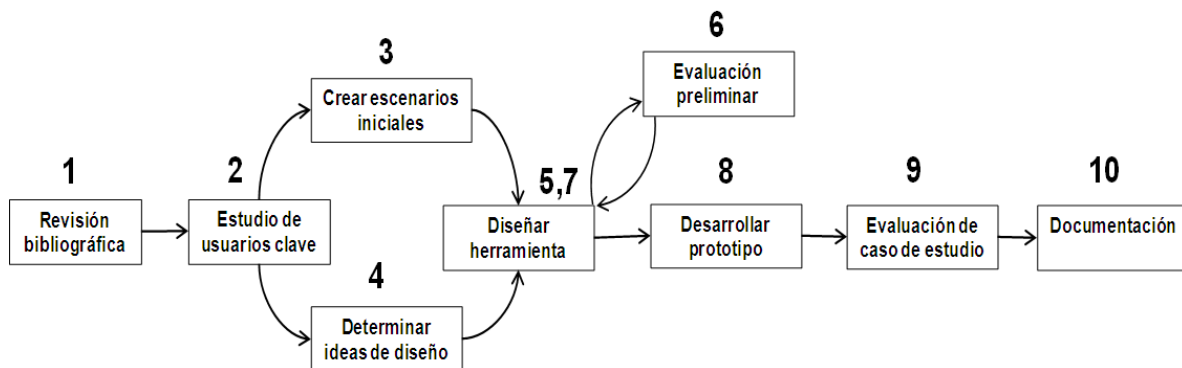 1
Revisión
bibliográfica
2
Estudio de
usuarios clave
3
Crear escenarios
iniciales
4
Determinar
ideas de diseño
5,7
Diseñar
herramienta
6
Evaluación
preliminar
8
Desarrollar
prototipo
9
Evaluación de
caso de estudio
10
Documentación